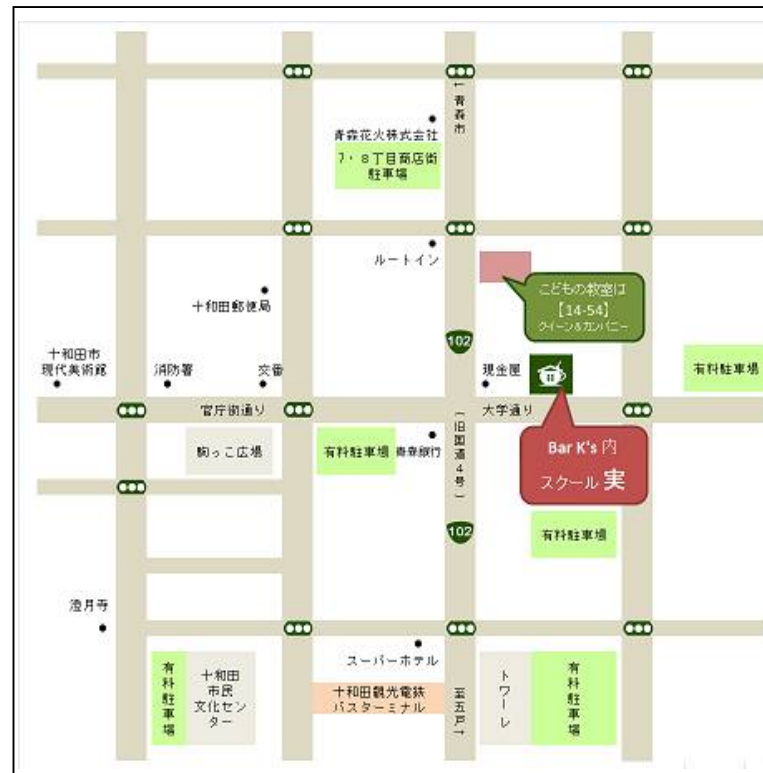 ↑青森市
青森花火株式会社
7・8丁目商店街
駐車場
ルートイン
こどもの教室は
【14-54】
クイーン&カンパニー
十和田郵便局
102
十和田市
現代美術館
消防署
交番
現金屋
有料駐車場
官庁街通り
大学通り
(旧国道4号)
駒っこ広場
有料駐車場
青森銀行
Bar K's 内
スクール 実
102
有料駐車場
澄月寺
スーパーホテル
有料駐車場
十和田
市民
文化セン
ター
十和田観光電鉄
バスターミナル
至五戸↓
トワーレ
有料駐車場